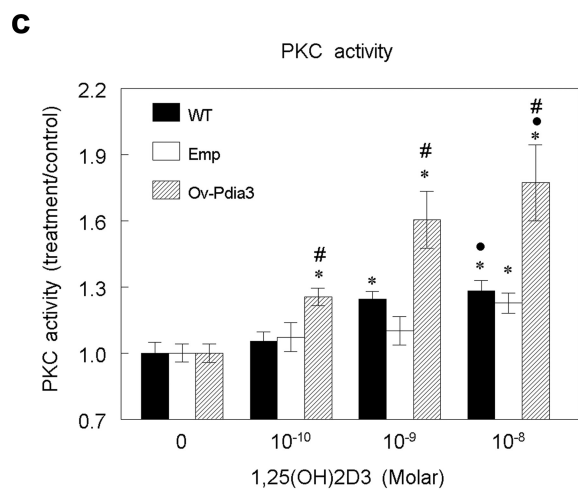 C
PKC activity
PKC activity (treatment/control)
2.2
1.9
1.6
1.3
1.0
0.7
WT
Emp
Ov-Pdia3
#
*
*
#
*
●
*
*
#
●
*
0 10⁻¹⁰ 10⁻⁹ 10⁻⁸
1,25(OH)2D3 (Molar)